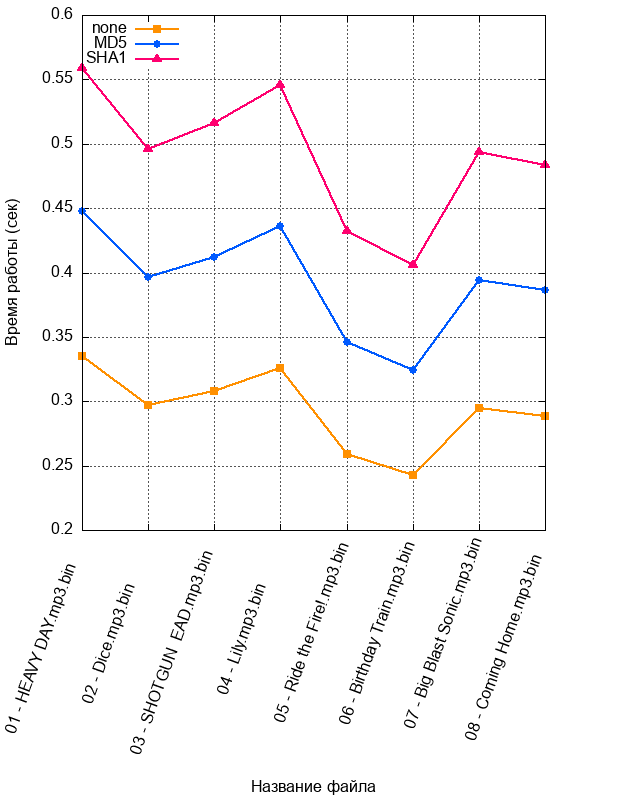 0.6
0.55
0.5
0.45
0.4
0.35
0.3
0.25
0.2
none
MD5
SHA1
Время работы (сек)
01 - HEAVY DAY.mp3.bin
02 - Dice.mp3.bin
03 - SHOTGUN  EAD.mp3.bin
04 - Lily.mp3.bin
05 - Ride the Fire!.mp3.bin
06 - Birthday Train.mp3.bin
07 - Big Blast Sonic.mp3.bin
08 - Coming Home.mp3.bin
Название файла